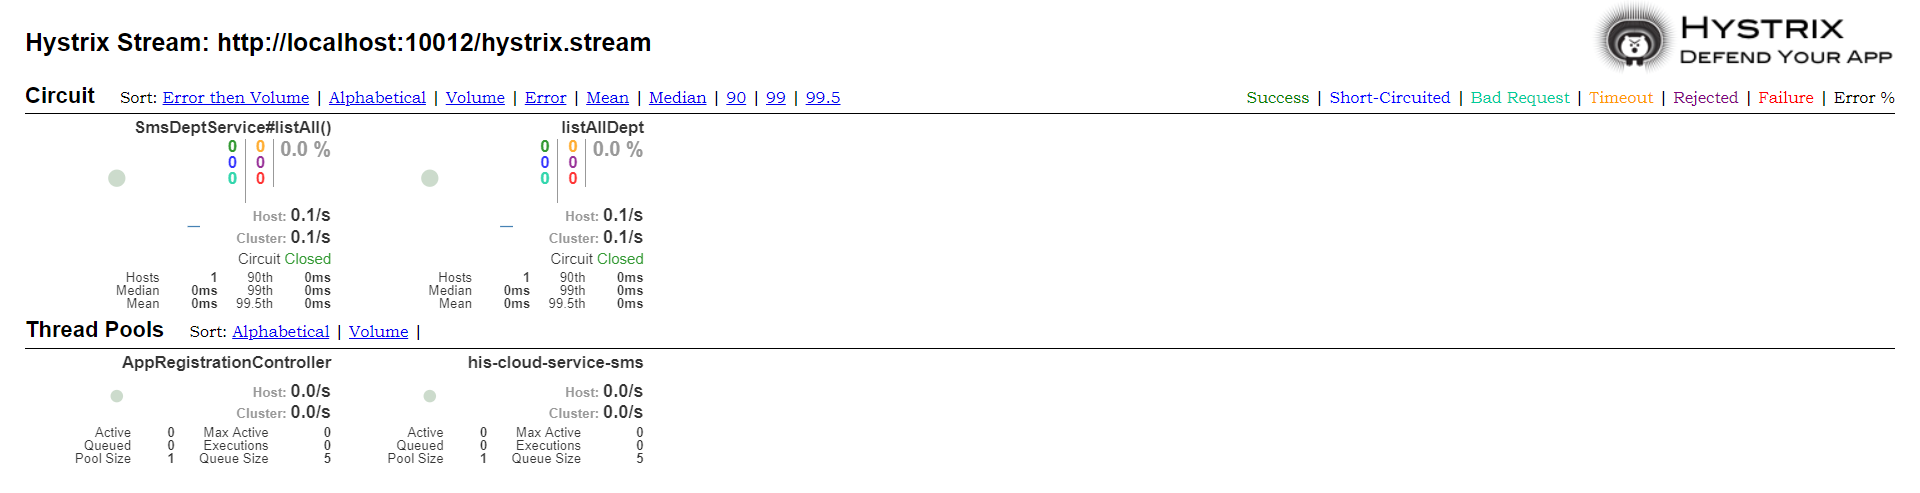 Hystrix Stream: http://localhost:10012/hystrix.stream
HYSTRIX
DEFEND YOUR APP
Circuit Sort: Error then Volume | Alphabetical | Volume | Error | Mean | Median | 90 | 99 | 99.5
Success | Short-Circuited | Bad Request | Timeout | Rejected | Failure | Error %
SmsDeptService#listAll()
0 0 0.0 %
0 0
0 0
Host: 0.1/s
Cluster: 0.1/s
Circuit Closed
Hosts 1 90th 0ms
Median 0ms 99th 0ms
Mean 0ms 99.5th 0ms
listAllDept
0 0 0.0 %
0 0
0 0
Host: 0.1/s
Cluster: 0.1/s
Circuit Closed
Hosts 1 90th 0ms
Median 0ms 99th 0ms
Mean 0ms 99.5th 0ms
Thread Pools Sort: Alphabetical | Volume |
AppRegistrationController
Host: 0.0/s
Cluster: 0.0/s
Active 0 Max Active 0
Queued 0 Executions 0
Pool Size 1 Queue Size 5
his-cloud-service-sms
Host: 0.0/s
Cluster: 0.0/s
Active 0 Max Active 0
Queued 0 Executions 0
Pool Size 1 Queue Size 5